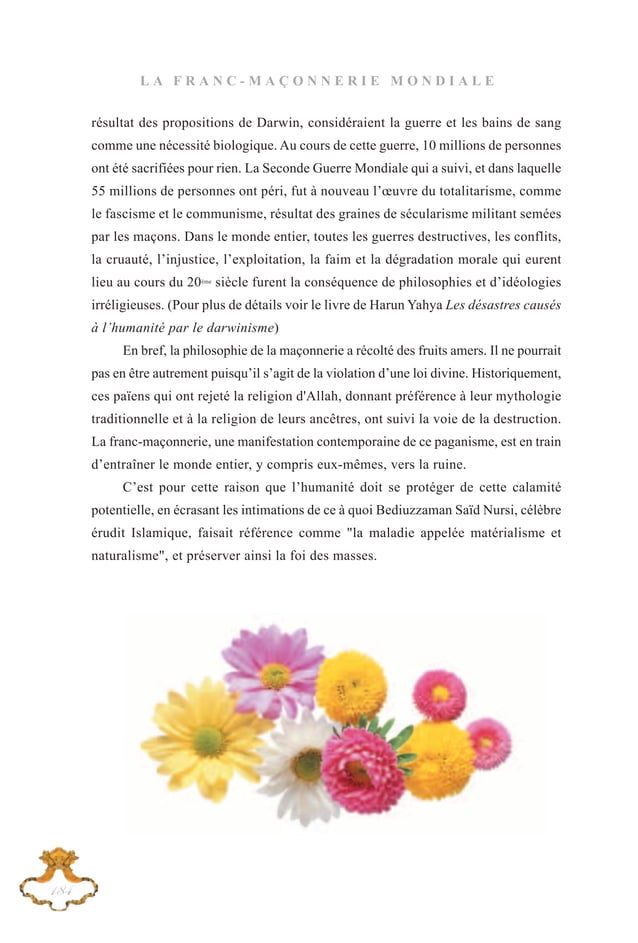 LA FRANC-MAÇONNERIE MONDIALE
résultat des propositions de Darwin, considéraient la guerre et les bains de sang
comme une nécessité biologique. Au cours de cette guerre, 10 millions de personnes
ont été sacrifiées pour rien. La Seconde Guerre Mondiale qui a suivi, et dans laquelle
55 millions de personnes ont péri, fut à nouveau l’œuvre du totalitarisme, comme
le fascisme et le communisme, résultat des graines de sécularisme militant semées
par les maçons. Dans le monde entier, toutes les guerres destructives, les conflits,
la cruauté, l’injustice, l’exploitation, la faim et la dégradation morale qui eurent
lieu au cours du 20ème siècle furent la conséquence de philosophies et d’idéologies
irréligieuses. (Pour plus de détails voir le livre de Harun Yahya Les désastres causés
à l’humanité par le darwinisme)
En bref, la philosophie de la maçonnerie a récolté des fruits amers. Il ne pourrait
pas en être autrement puisqu’il s’agit de la violation d’une loi divine. Historiquement,
ces païens qui ont rejeté la religion d'Allah, donnant préférence à leur mythologie
traditionnelle et à la religion de leurs ancêtres, ont suivi la voie de la destruction.
La franc-maçonnerie, une manifestation contemporaine de ce paganisme, est en train
d’entraîner le monde entier, y compris eux-mêmes, vers la ruine.
C’est pour cette raison que l’humanité doit se protéger de cette calamité
potentielle, en écrasant les intimations de ce à quoi Bediuzzaman Saïd Nursi, célèbre
érudit Islamique, faisait référence comme "la maladie appelée matérialisme et
naturalisme", et préserver ainsi la foi des masses.
184